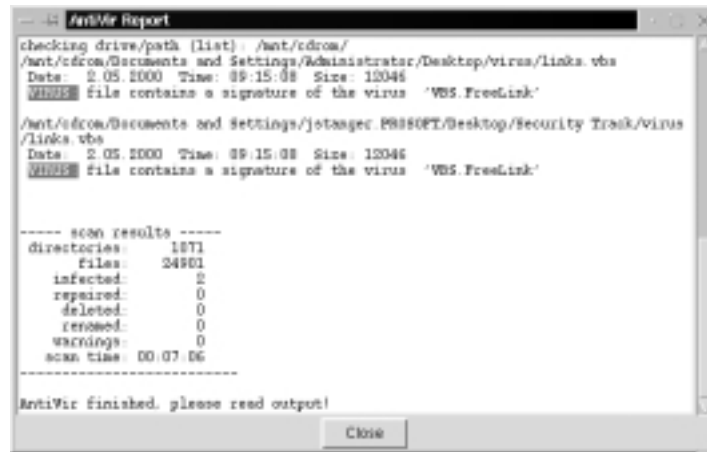 AntiVir Report
checking drive/path (list): /mnt/cdrom/
/mnt/cdrom/Documents and Settings/Administrator/Desktop/virus/links.vbs
Date: 2.05.2000 Time: 09:15:08 Size: 12046
VIRUS: file contains a signature of the virus 'VBS.FreeLink'
/mnt/cdrom/Documents and Settings/jstanger.PROSOFT/Desktop/Security Track/virus
/links.vbs
Date: 2.05.2000 Time: 09:15:08 Size: 12046
VIRUS: file contains a signature of the virus 'VBS.FreeLink'
----- scan results -----
directories: 1071
files: 24901
infected: 2
repaired: 0
deleted: 0
renamed: 0
warnings: 0
scan time: 00:07:06
--------------------------
AntiVir finished, please read output!
Close